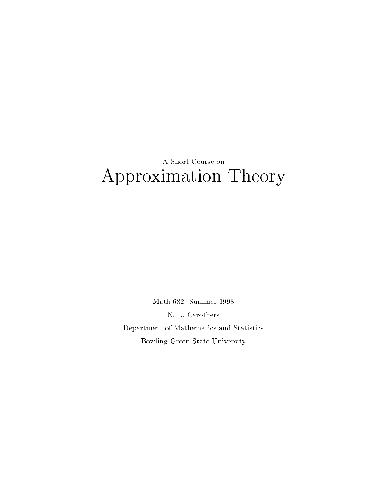 A Short Course on
Approximation Theory
Math 682 Summer 1998
N. L. Carothers
Department of Mathematics and Statistics
Bowling Green State University